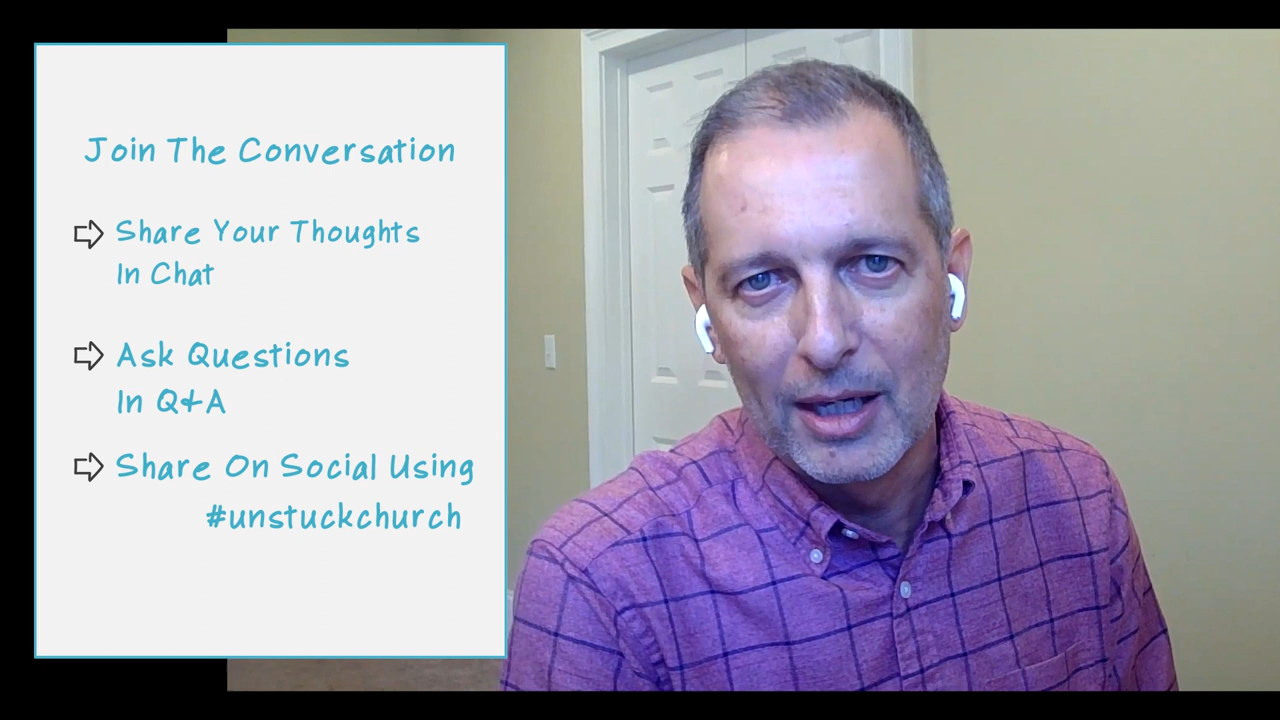 Join The Conversation
Share Your Thoughts
In Chat
Ask Questions
In Q&A
Share On Social Using
#unstuckchurch